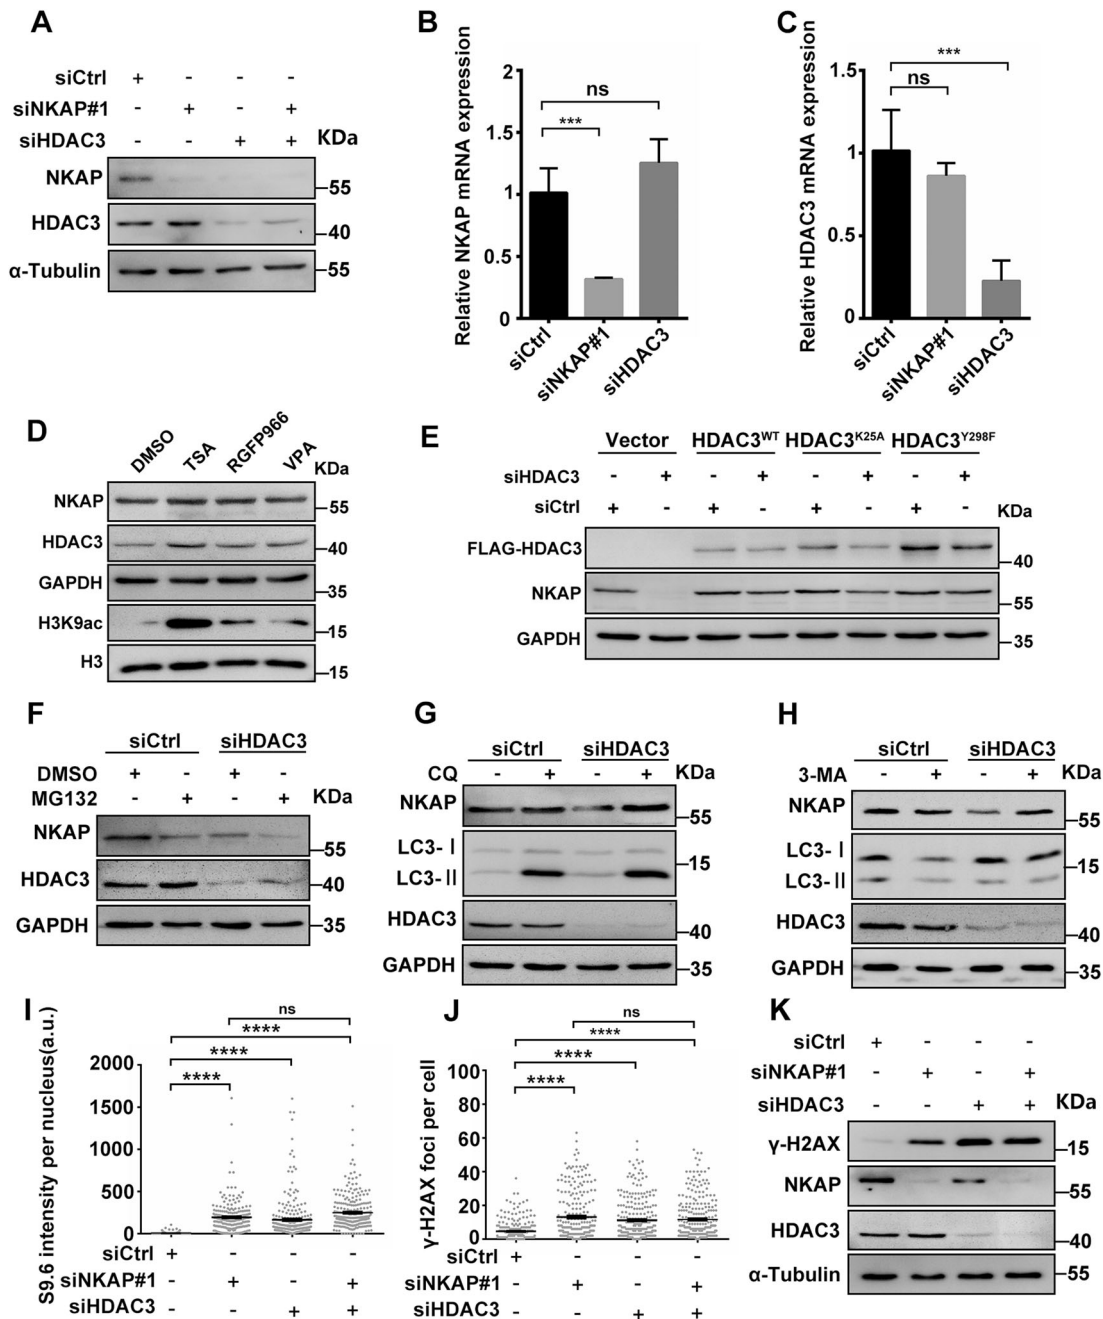 A
siCtrl + - - -
siNKAP#1 - + - +
siHDAC3 - - + + KDa
NKAP 55
HDAC3 40
α-Tubulin 55
B
Relative NKAP mRNA expression
2
1.5
1
0.5
0
ns
***
siCtrl
siNKAP#1
siHDAC3
C
Relative HDAC3 mRNA expression
1.5
1
0.5
0
***
ns
siCtrl
siNKAP#1
siHDAC3
D
DMSO TSA RGFP966 VPA KDa
NKAP 55
HDAC3 40
GAPDH 35
H3K9ac 15
H3 15
E
Vector HDAC3WT HDAC3K25A HDAC3Y298F
siHDAC3 - + - + - + - +
siCtrl + - + - + - + - KDa
FLAG-HDAC3 40
NKAP 55
GAPDH 35
F
siCtrl siHDAC3
DMSO + - + -
MG132 - + - + KDa
NKAP 55
HDAC3 40
GAPDH 35
G
siCtrl siHDAC3
CQ - + - + KDa
NKAP 55
LC3-Ⅰ 15
LC3-Ⅱ
HDAC3 40
GAPDH 35
H
siCtrl siHDAC3
3-MA - + - + KDa
NKAP 55
LC3-Ⅰ 15
LC3-Ⅱ
HDAC3 40
GAPDH 35
I
S9.6 intensity per nucleus(a.u.)
2000
1500
1000
500
0
ns
****
****
****
siCtrl + - - -
siNKAP#1 - + - +
siHDAC3 - - + +
J
γ-H2AX foci per cell
100
80
60
40
20
0
ns
****
****
****
siCtrl + - - -
siNKAP#1 - + - +
siHDAC3 - - + +
K
siCtrl + - - -
siNKAP#1 - + - +
siHDAC3 - - + + KDa
γ-H2AX 15
NKAP 55
HDAC3 40
α-Tubulin 55